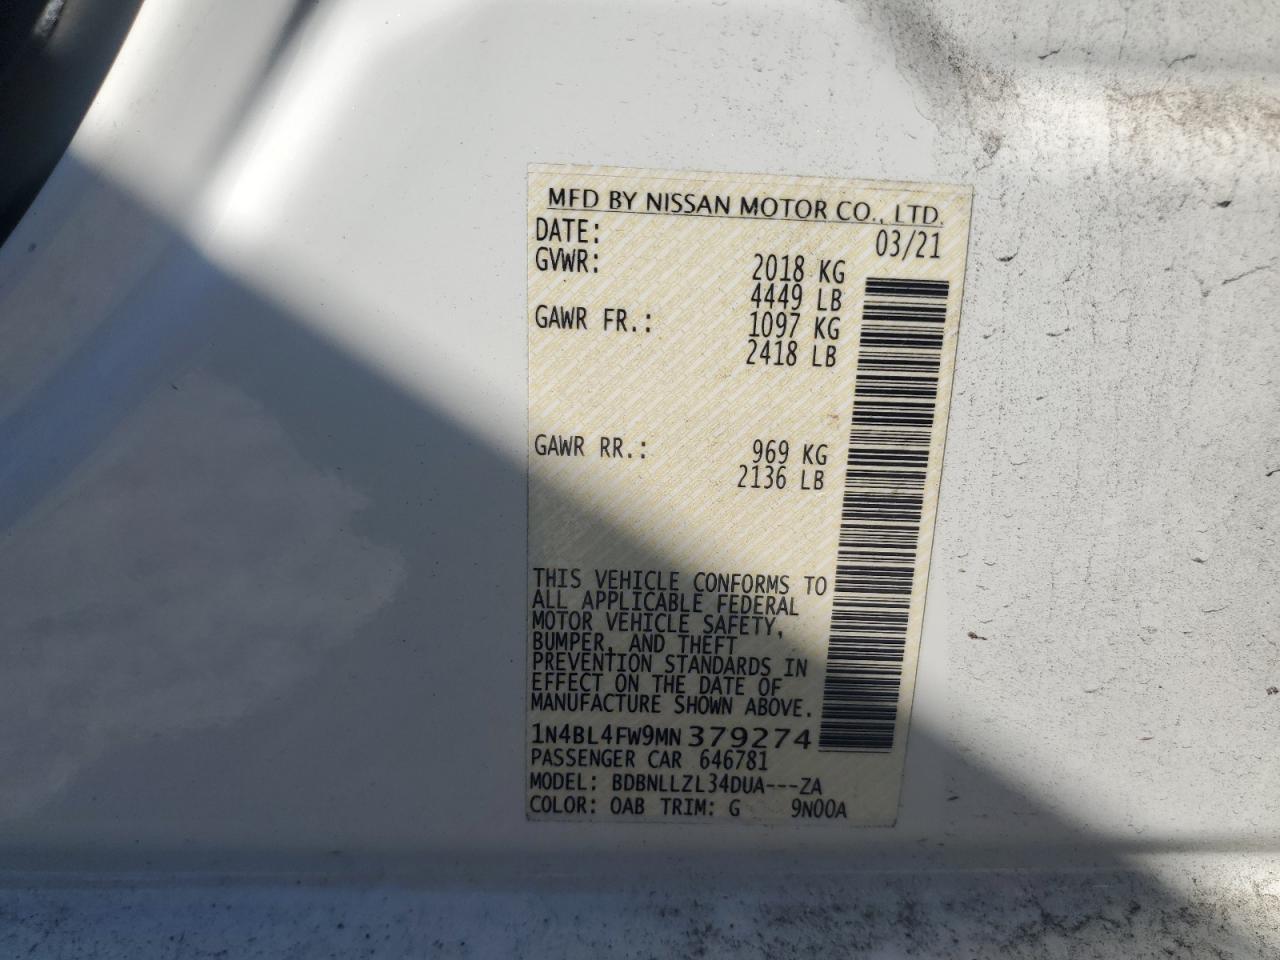 MFD BY NISSAN MOTOR CO., LTD.
DATE: 03/21
GVWR: 2018 KG
4449 LB
GAWR FR.: 1097 KG
2418 LB
GAWR RR.: 969 KG
2136 LB
THIS VEHICLE CONFORMS TO
ALL APPLICABLE FEDERAL
MOTOR VEHICLE SAFETY,
BUMPER, AND THEFT
PREVENTION STANDARDS IN
EFFECT ON THE DATE OF
MANUFACTURE SHOWN ABOVE.
1N4BL4FW9MN379274
PASSENGER CAR 646781
MODEL: BDBNLLZL34DUA---ZA
COLOR: QAB TRIM: G 9N00A